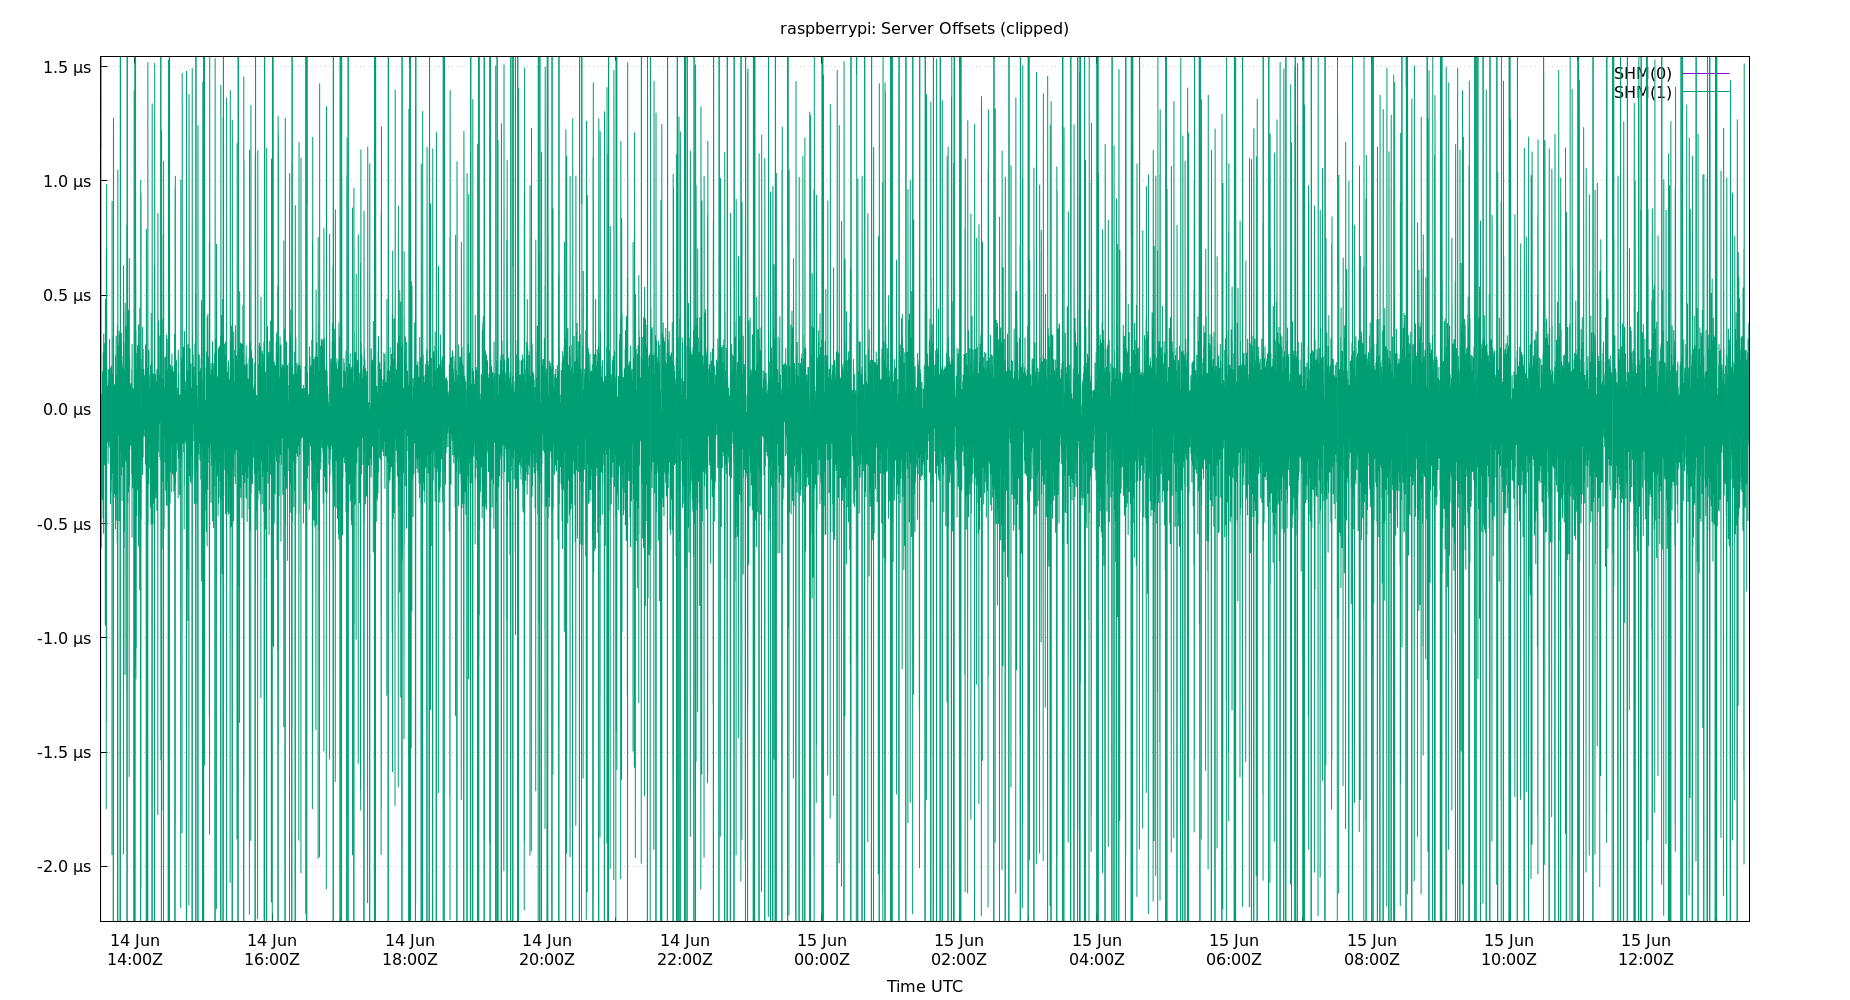 raspberrypi: Server Offsets (clipped)
1.5 µs
1.0 µs
0.5 µs
0.0 µs
-0.5 µs
-1.0 µs
-1.5 µs
-2.0 µs
SHM(0)
SHM(1)
14 Jun 14 Jun 14 Jun 14 Jun 14 Jun 15 Jun 15 Jun 15 Jun 15 Jun 15 Jun 15 Jun 15 Jun
14:00Z 16:00Z 18:00Z 20:00Z 22:00Z 00:00Z 02:00Z 04:00Z 06:00Z 08:00Z 10:00Z 12:00Z
Time UTC